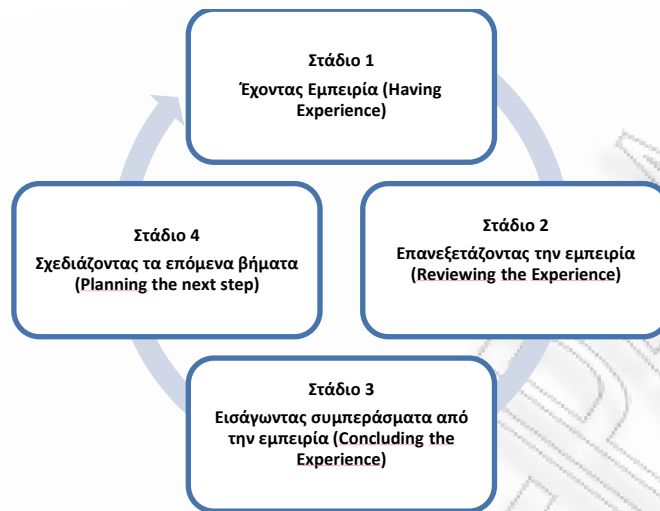 Στάδιο 1
Έχοντας Εμπειρία (Having
Experience)
Στάδιο 2
Επανεξετάζοντας την εμπειρία
(Reviewing the Experience)
Στάδιο 3
Εισάγωντας συμπεράσματα από
την εμπειρία (Concluding the
Experience)
Στάδιο 4
Σχεδιάζοντας τα επόμενα βήματα
(Planning the next step)